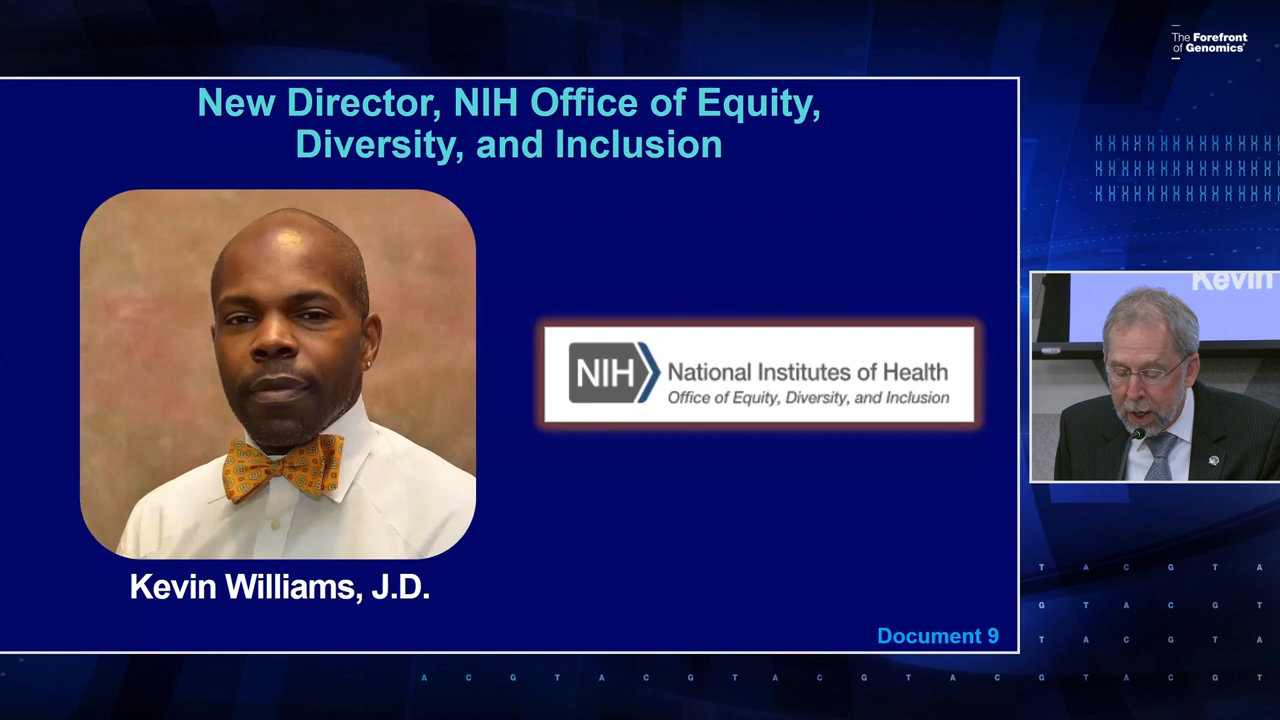 The Forefront
of Genomics®
New Director, NIH Office of Equity,
Diversity, and Inclusion
NIH
National Institutes of Health
Office of Equity, Diversity, and Inclusion
Kevin Williams, J.D.
Document 9
Kevin
T A C G T A
G T A C G T
T A C G T A
A C G T A C G T A C G T A C G T A C G T